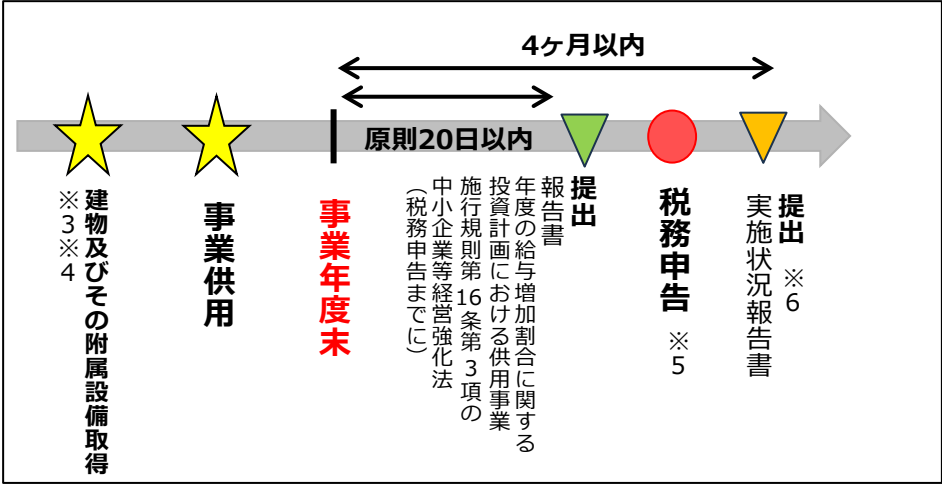 4ヶ月以内
原則20日以内
建物及びその附属設備取得
※3※4
事業供用
事業年度末
提出
報告書
年度の給与増加割合に関する
投資計画における供用事業
施行規則第16条第3項の
中小企業等経営強化法
(税務申告までに)
税務申告 ※5
提出 ※6
実施状況報告書